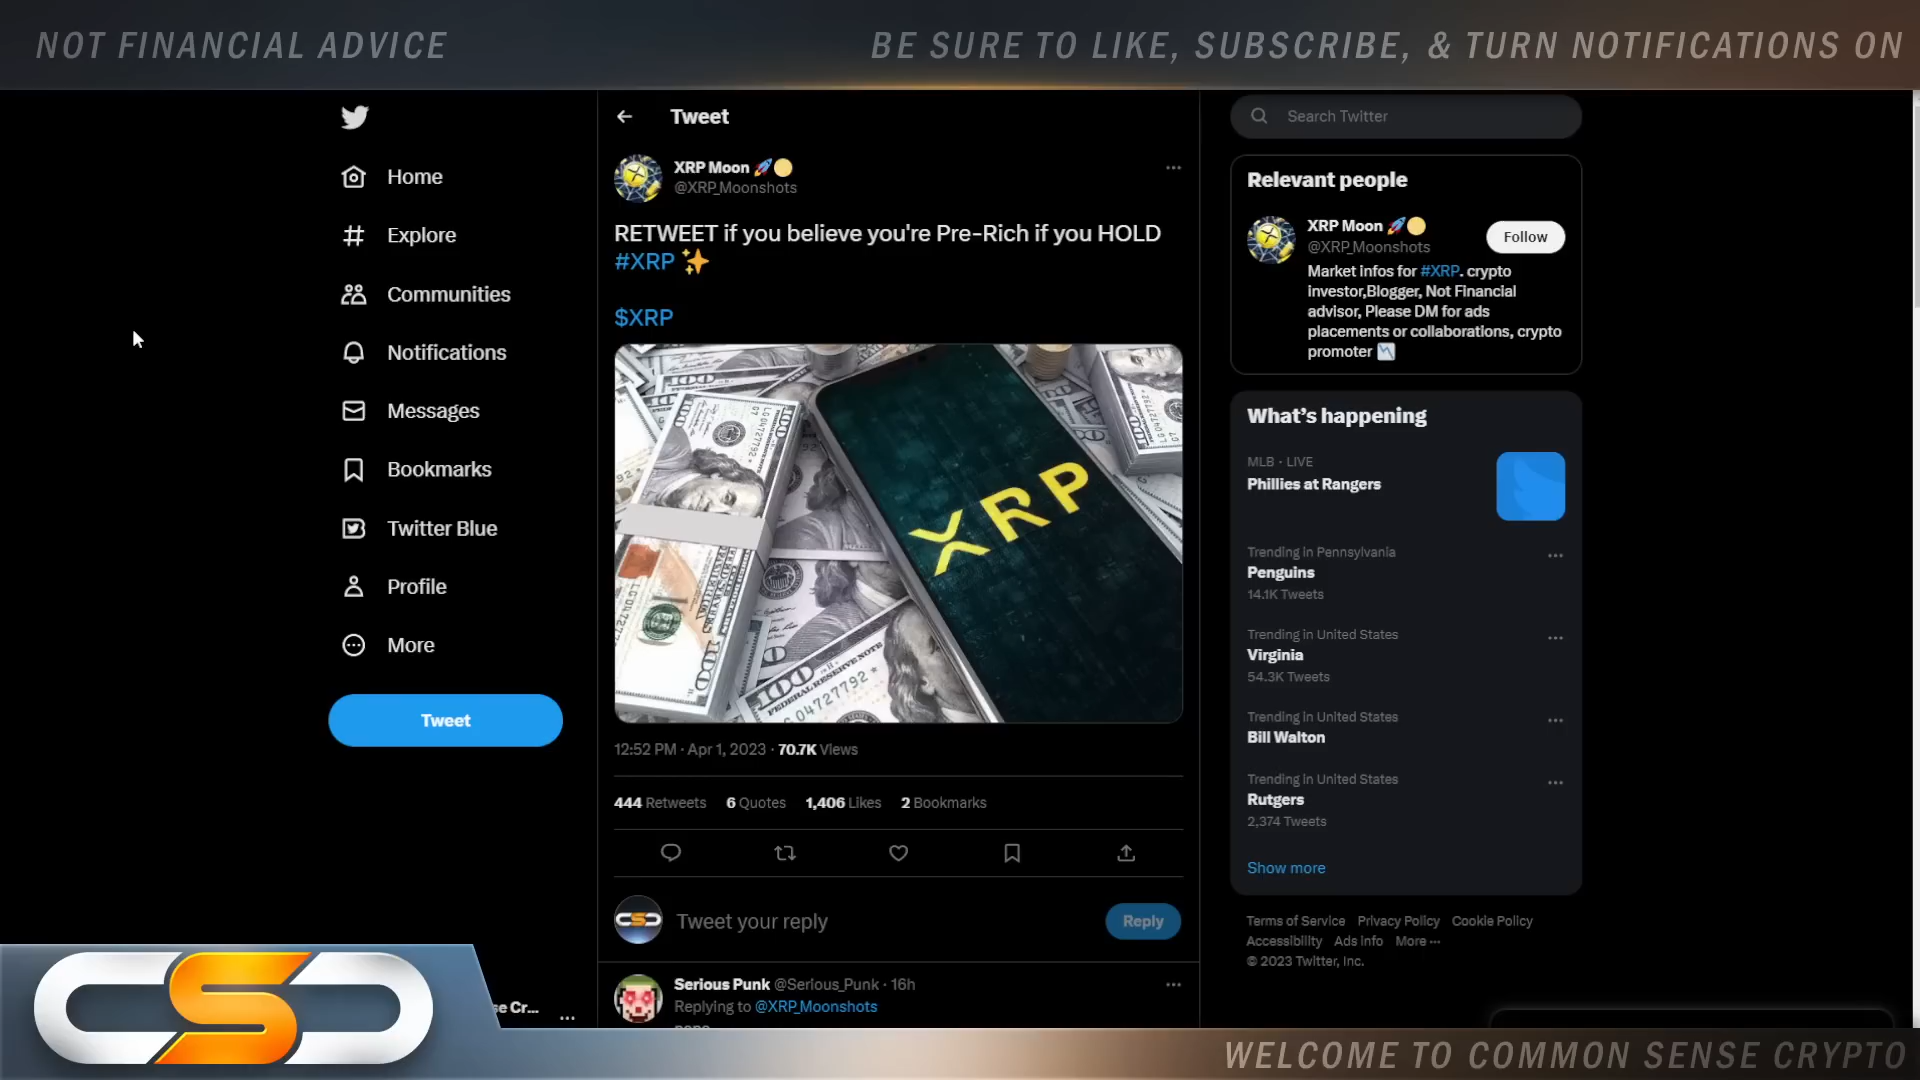 NOT FINANCIAL ADVICE
BE SURE TO LIKE, SUBSCRIBE, & TURN NOTIFICATIONS ON
Home
Explore
Communities
Notifications
Messages
Bookmarks
Twitter Blue
Profile
More
Tweet
se Cr...
Tweet
XRP Moon
@XRP_Moonshots
RETWEET if you believe you're Pre-Rich if you HOLD
#XRP
$XRP
XRP
100
FEDERAL RESERVE NOTE
LG04727792
12:52 PM · Apr 1, 2023 · 70.7K Views
444 Retweets 6 Quotes 1,406 Likes 2 Bookmarks
Tweet your reply
Reply
Serious Punk @Serious_Punk · 16h
Replying to @XRP_Moonshots
Search Twitter
Relevant people
XRP Moon
@XRP_Moonshots
Follow
Market infos for #XRP. crypto
investor,Blogger, Not Financial
advisor, Please DM for ads
placements or collaborations, crypto
promoter
What's happening
MLB · LIVE
Phillies at Rangers
Trending in Pennsylvania
Penguins
14.1K Tweets
Trending in United States
Virginia
54.3K Tweets
Trending in United States
Bill Walton
Trending in United States
Rutgers
2,374 Tweets
Show more
Terms of Service Privacy Policy Cookie Policy
Accessibility Ads info More ···
© 2023 Twitter, Inc.
CSC
WELCOME TO COMMON SENSE CRYPTO